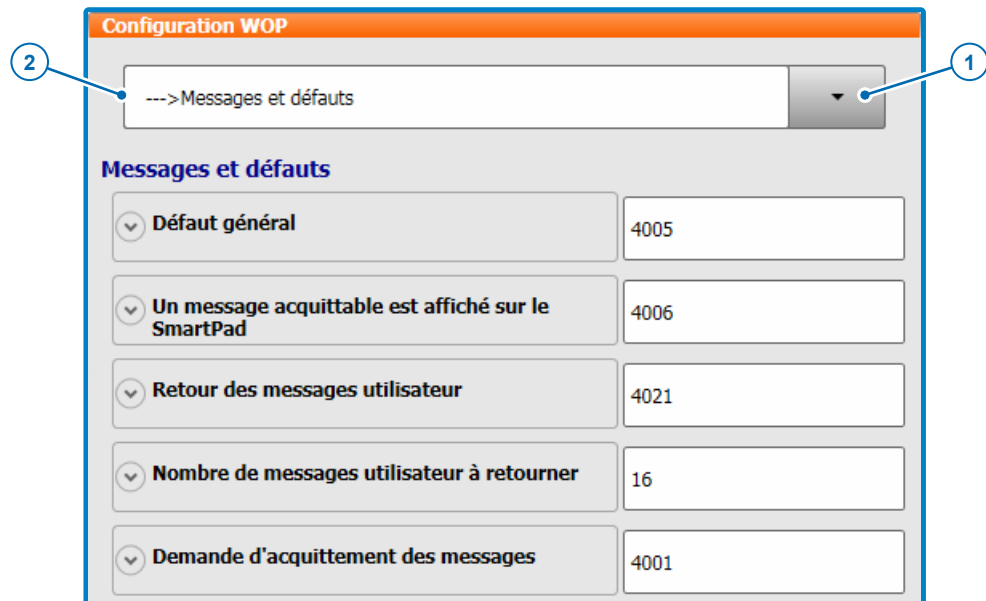 Configuration WOP
2
1
--->Messages et défauts
Messages et défauts
Défaut général
4005
Un message acquittable est affiché sur le
SmartPad
4006
Retour des messages utilisateur
4021
Nombre de messages utilisateur à retourner
16
Demande d'acquittement des messages
4001